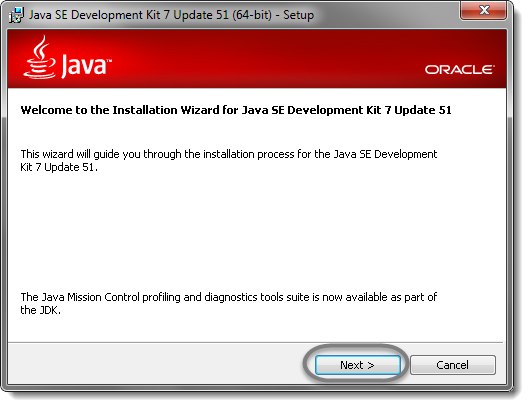 Java SE Development Kit 7 Update 51 (64-bit) - Setup
Java™
ORACLE®
Welcome to the Installation Wizard for Java SE Development Kit 7 Update 51
This wizard will guide you through the installation process for the Java SE Development
Kit 7 Update 51.
The Java Mission Control profiling and diagnostics tools suite is now available as part of
the JDK.
Next >
Cancel